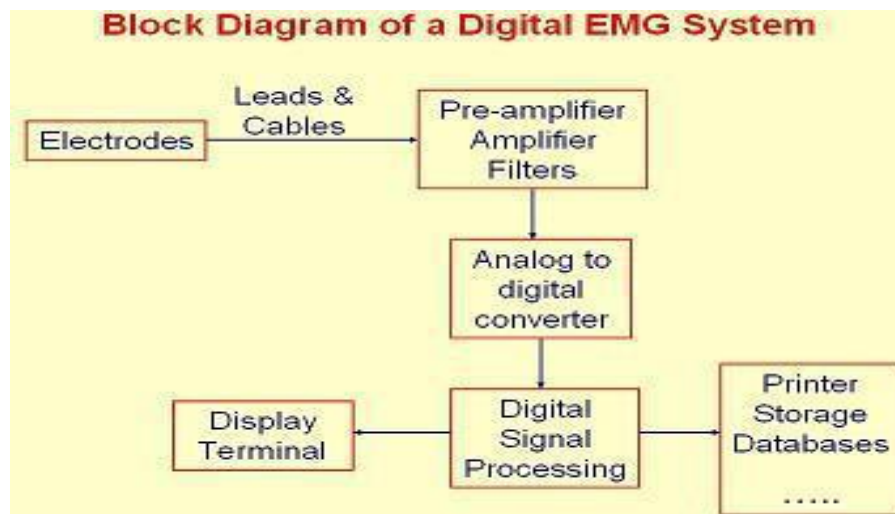 Block Diagram of a Digital EMG System
Leads &
Cables
Electrodes
Pre-amplifier
Amplifier
Filters
Analog to
digital
converter
Digital
Signal
Processing
Display
Terminal
Printer
Storage
Databases
.....